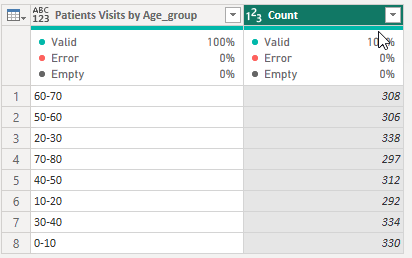 ABC 123 Patients Visits by Age_group 123 Count
Valid 100% Valid 100%
Error 0% Error 0%
Empty 0% Empty 0%
1 60-70 308
2 50-60 306
3 20-30 338
4 70-80 297
5 40-50 312
6 10-20 292
7 30-40 334
8 0-10 330